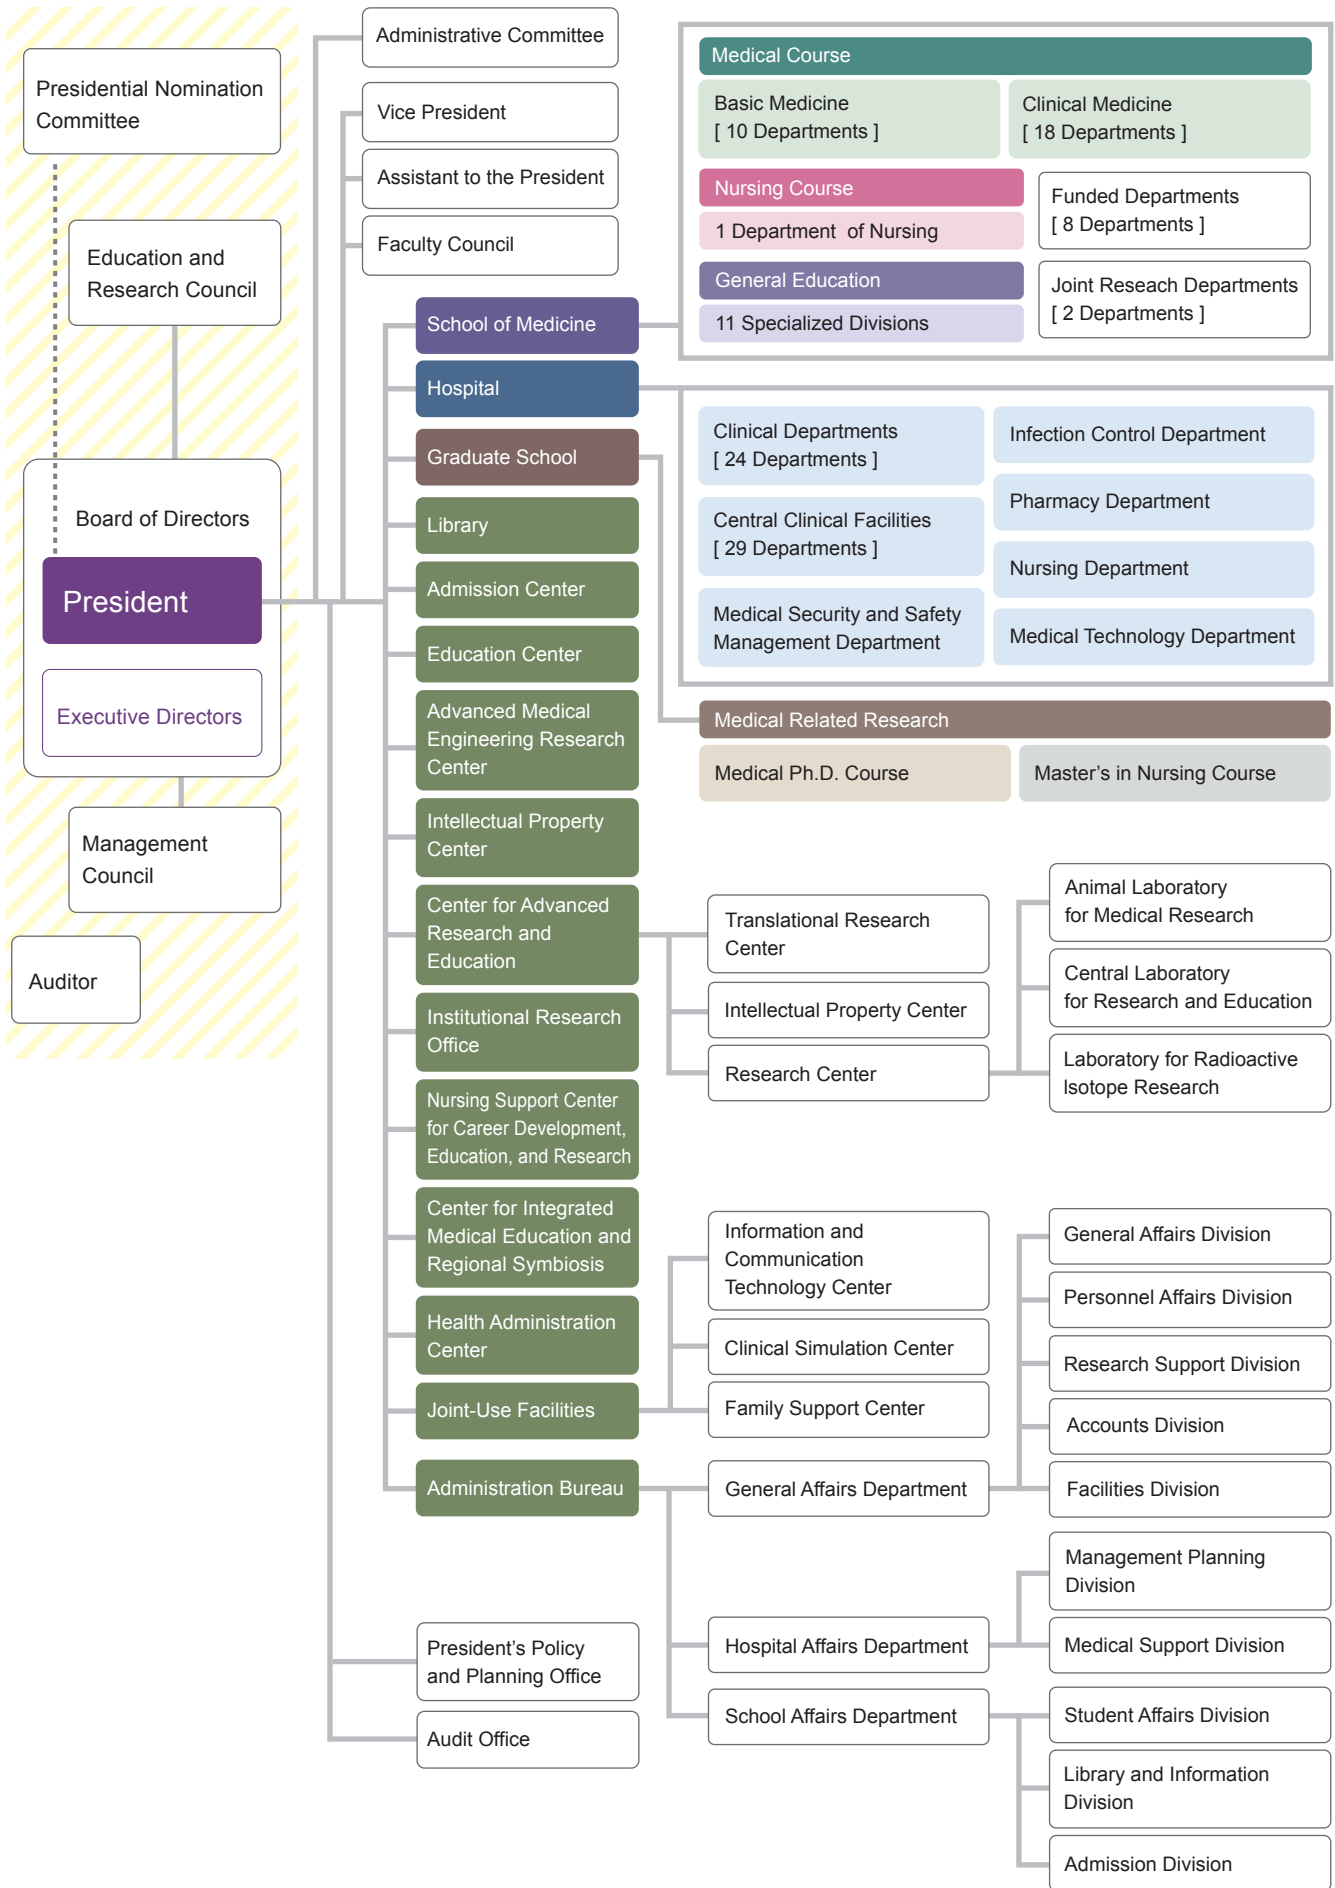 Presidential Nomination
Committee
Education and
Research Council
Board of Directors
President
Executive Directors
Management
Council
Auditor
Administrative Committee
Vice President
Assistant to the President
Faculty Council
School of Medicine
Hospital
Graduate School
Library
Admission Center
Education Center
Advanced Medical
Engineering Research
Center
Intellectual Property
Center
Center for Advanced
Research and
Education
Institutional Research
Office
Nursing Support Center
for Career Development,
Education, and Research
Center for Integrated
Medical Education and
Regional Symbiosis
Health Administration
Center
Joint-Use Facilities
Administration Bureau
President's Policy
and Planning Office
Audit Office
Medical Course
Basic Medicine
[ 10 Departments ]
Clinical Medicine
[ 18 Departments ]
Nursing Course
1 Department of Nursing
General Education
11 Specialized Divisions
Funded Departments
[ 8 Departments ]
Joint Reseach Departments
[ 2 Departments ]
Clinical Departments
[ 24 Departments ]
Central Clinical Facilities
[ 29 Departments ]
Medical Security and Safety
Management Department
Infection Control Department
Pharmacy Department
Nursing Department
Medical Technology Department
Medical Related Research
Medical Ph.D. Course
Master's in Nursing Course
Translational Research
Center
Intellectual Property Center
Research Center
Animal Laboratory
for Medical Research
Central Laboratory
for Research and Education
Laboratory for Radioactive
Isotope Research
Information and
Communication
Technology Center
Clinical Simulation Center
Family Support Center
General Affairs Department
General Affairs Division
Personnel Affairs Division
Research Support Division
Accounts Division
Facilities Division
Hospital Affairs Department
Management Planning
Division
Medical Support Division
School Affairs Department
Student Affairs Division
Library and Information
Division
Admission Division